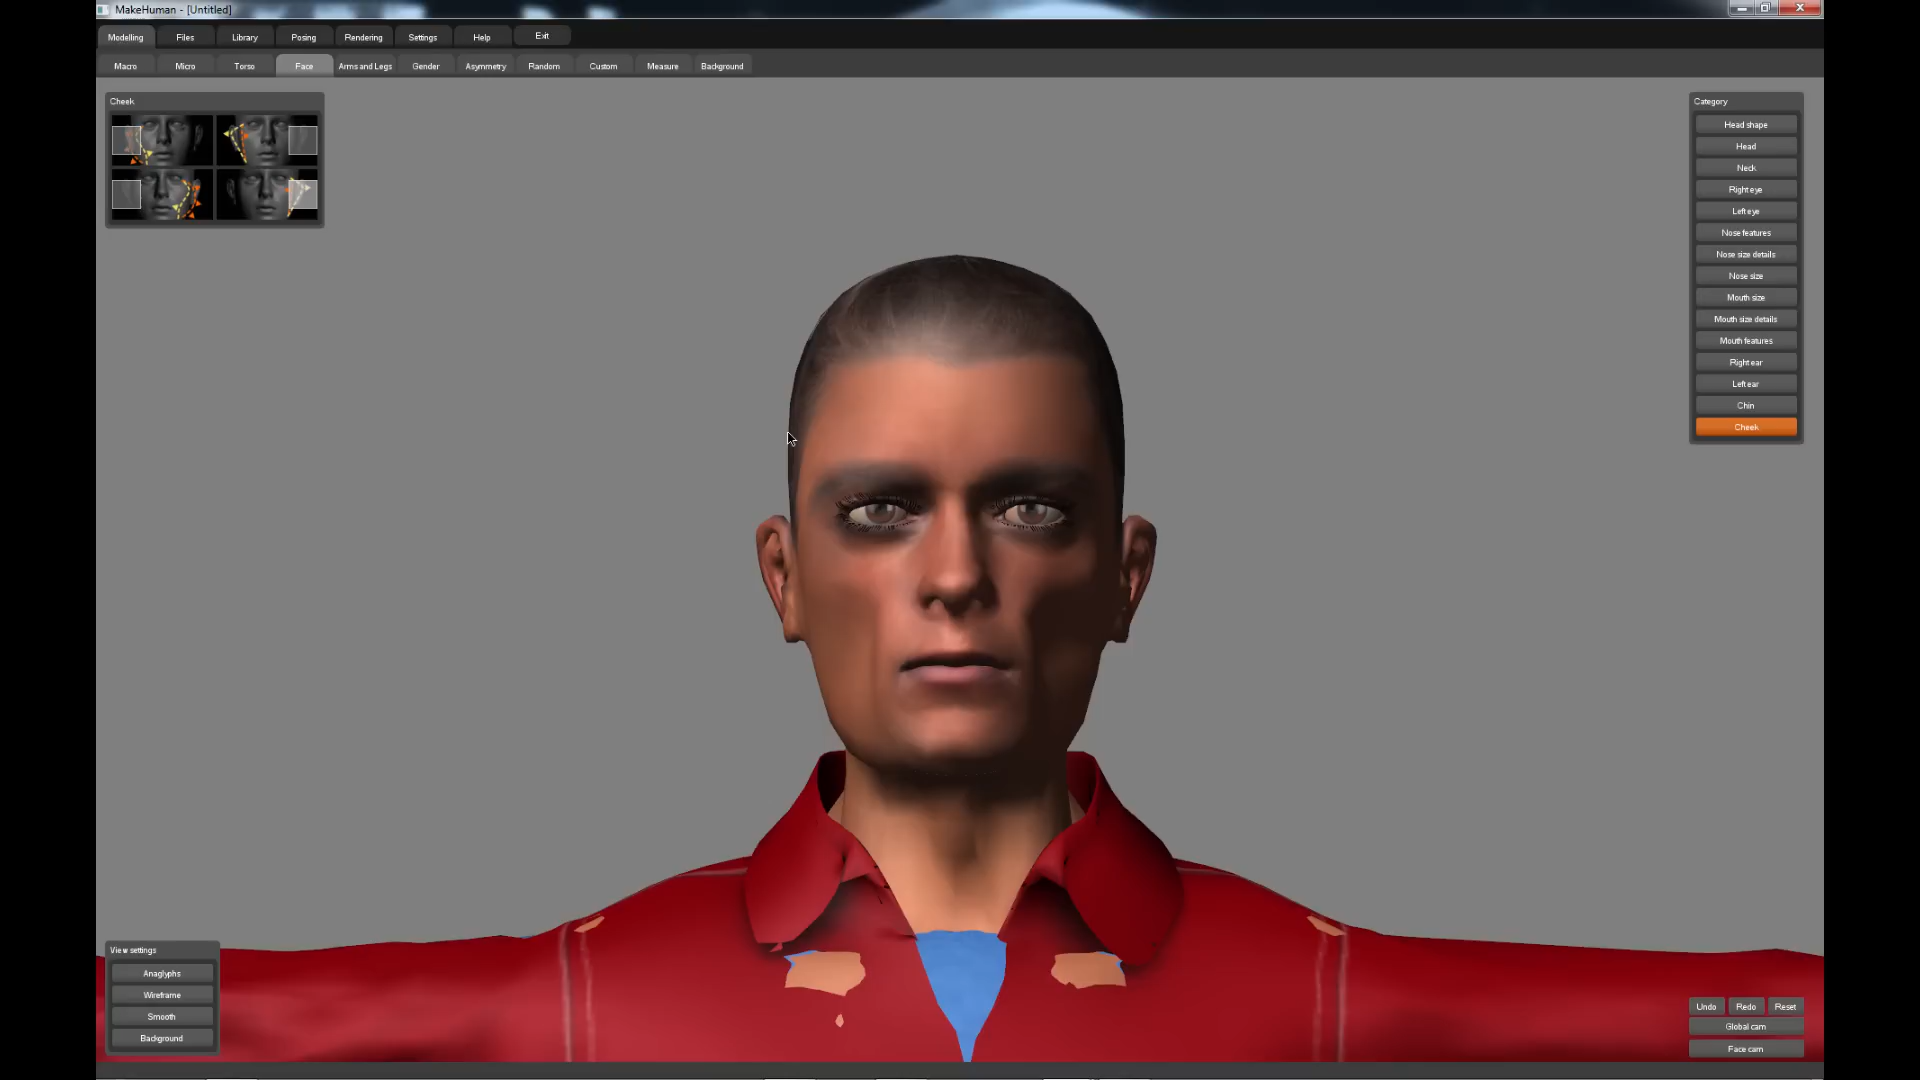 MakeHuman - [Untitled]
Modelling Files Library Posing Rendering Settings Help Exit
Macro Micro Torso Face Arms and Legs Gender Asymmetry Random Custom Measure Background
Cheek
Category
Head shape
Head
Neck
Right eye
Left eye
Nose features
Nose size details
Nose size
Mouth size
Mouth size details
Mouth features
Right ear
Left ear
Chin
Cheek
View settings
Anaglyphs
Wireframe
Smooth
Background
Undo Redo Reset
Global cam
Face cam